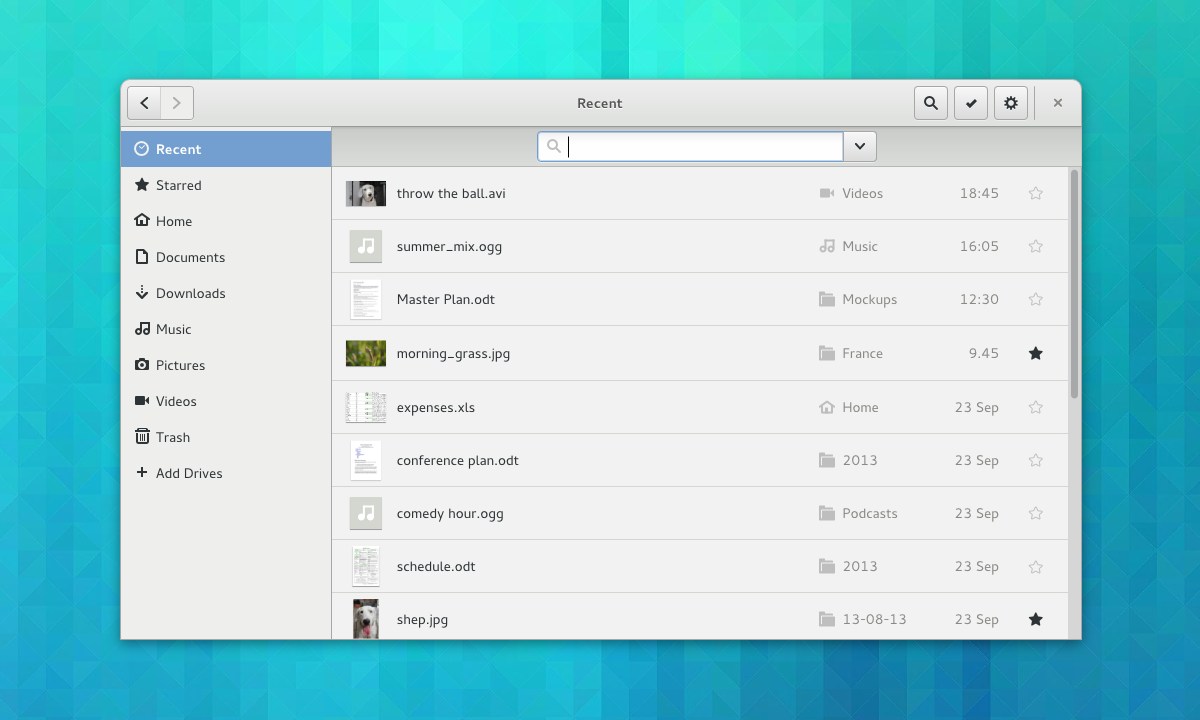 Recent
Recent
Starred
Home
Documents
Downloads
Music
Pictures
Videos
Trash
Add Drives
throw the ball.avi Videos 18:45
summer_mix.ogg Music 16:05
Master Plan.odt Mockups 12:30
morning_grass.jpg France 9.45
expenses.xls Home 23 Sep
conference plan.odt 2013 23 Sep
comedy hour.ogg Podcasts 23 Sep
schedule.odt 2013 23 Sep
shep.jpg 13-08-13 23 Sep